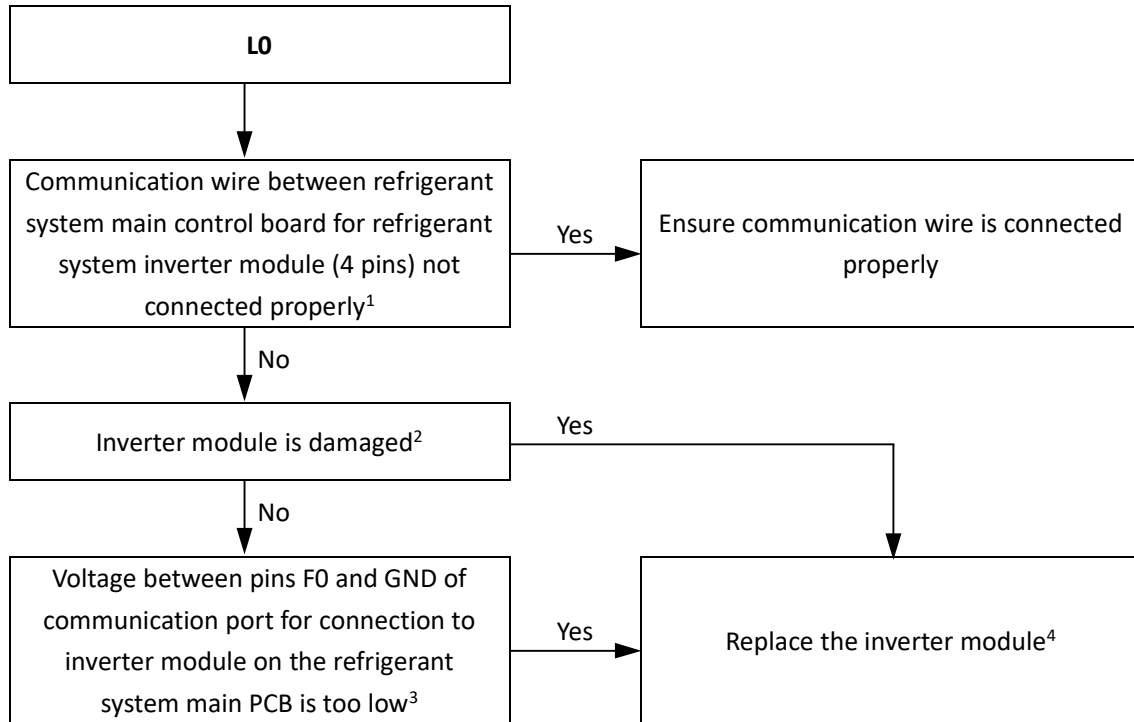 L0
Communication wire between refrigerant
system main control board for refrigerant
system inverter module (4 pins) not
connected properly¹
Yes
Ensure communication wire is connected
properly
No
Inverter module is damaged²
Yes
No
Voltage between pins F0 and GND of
communication port for connection to
inverter module on the refrigerant
system main PCB is too low³
Yes
Replace the inverter module⁴